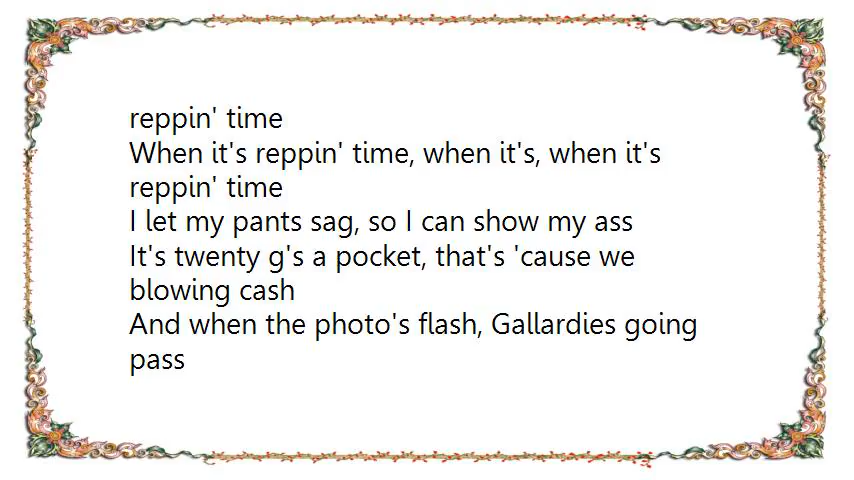 reppin' time
When it's reppin' time, when it's, when it's
reppin' time
I let my pants sag, so I can show my ass
It's twenty g's a pocket, that's 'cause we
blowing cash
And when the photo's flash, Gallardies going
pass